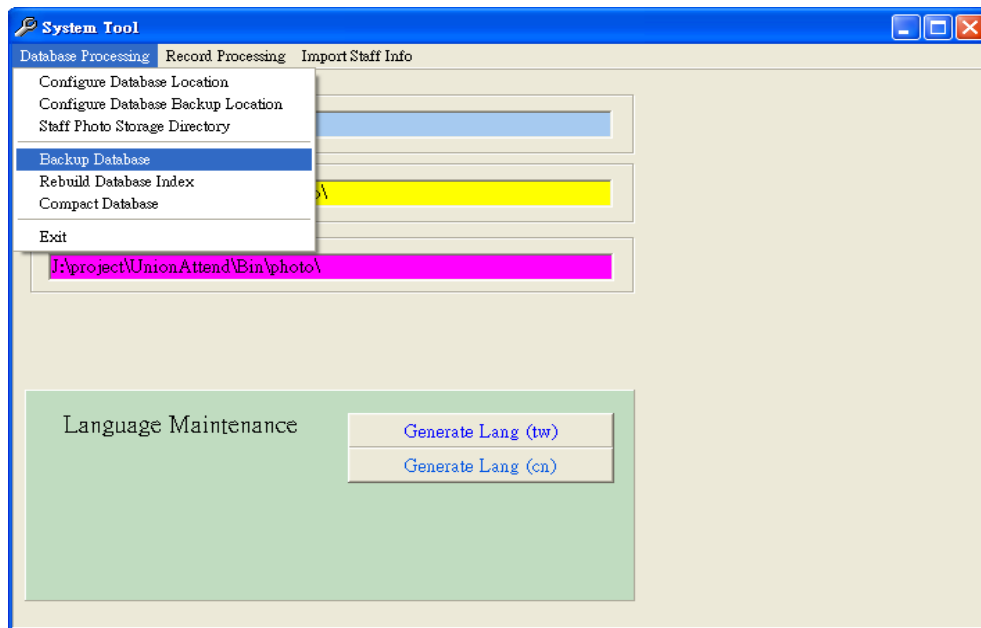 System Tool
Database Processing Record Processing Import Staff Info
Configure Database Location
Configure Database Backup Location
Staff Photo Storage Directory
Backup Database
Rebuild Database Index
Compact Database
Exit
J:\project\UnionAttend\Bin\photo\
Language Maintenance
Generate Lang (tw)
Generate Lang (cn)